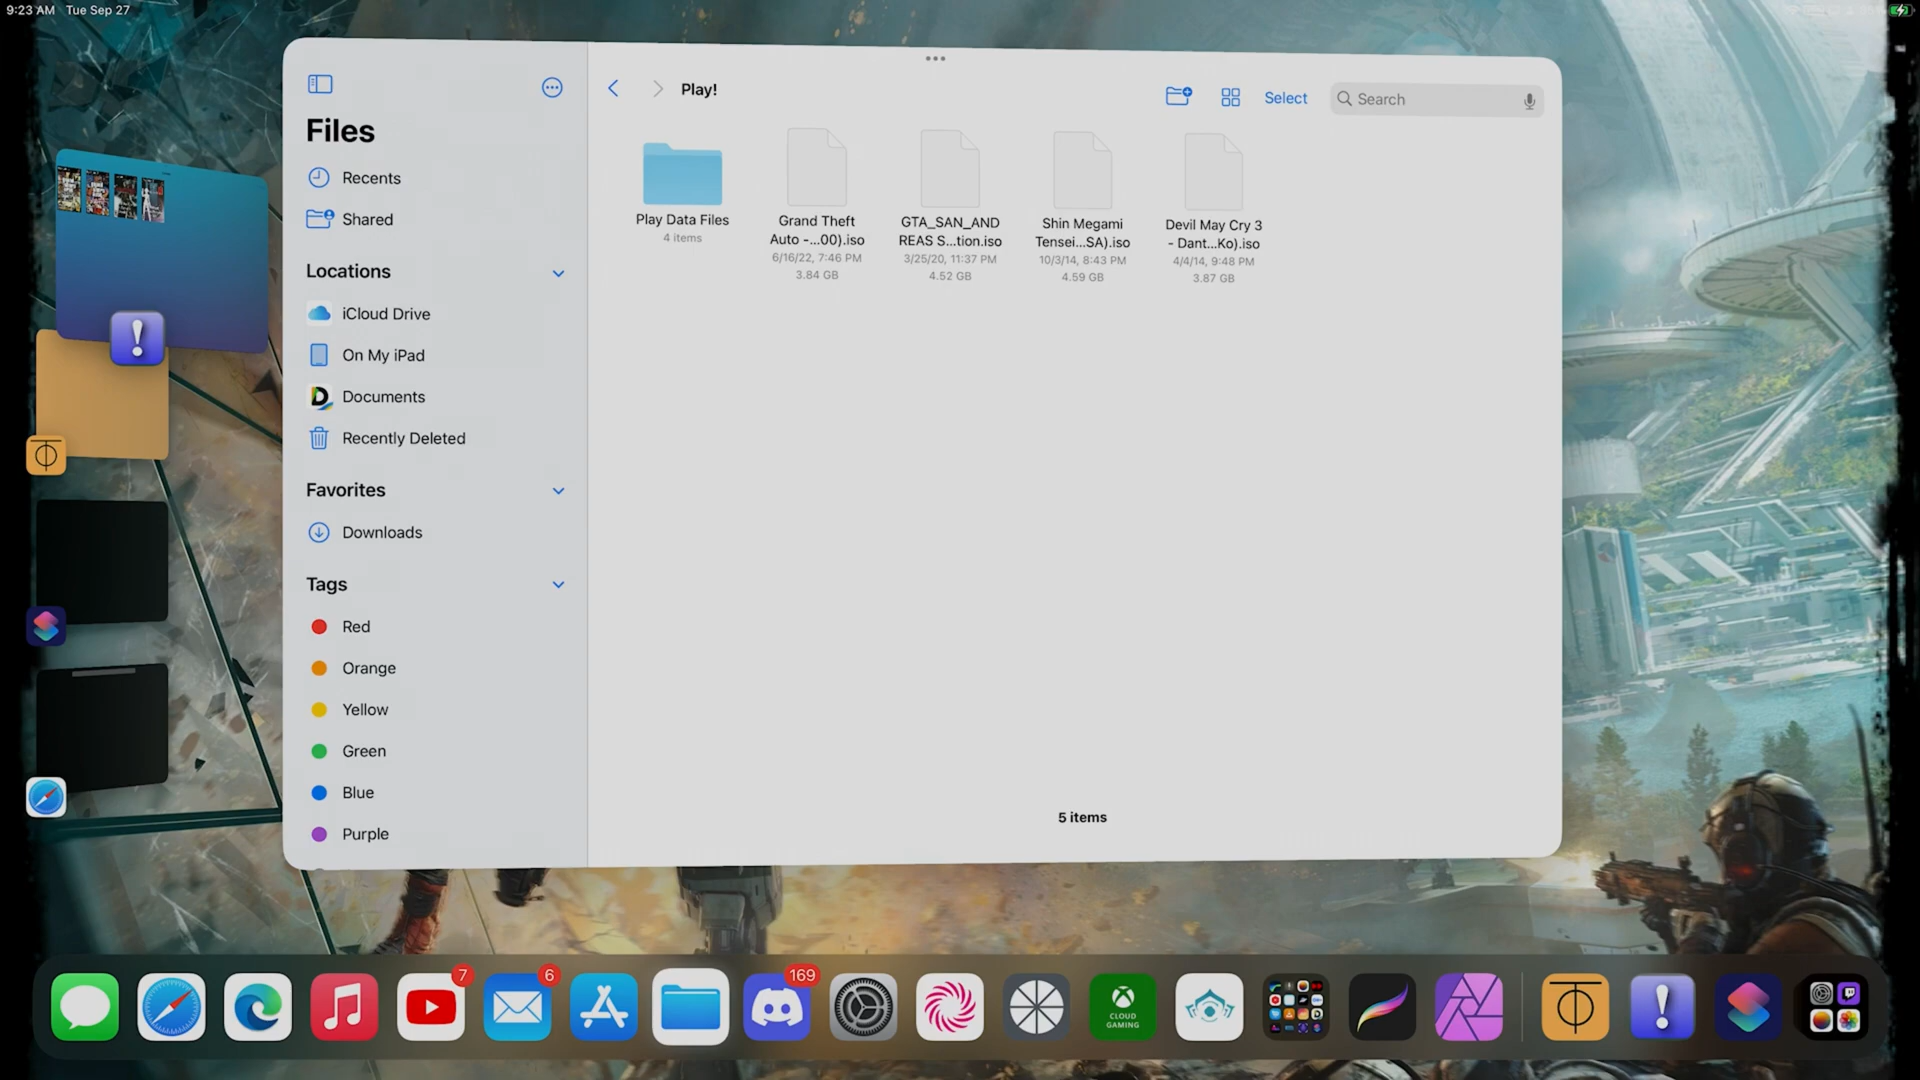 9:23 AM Tue Sep 27
Files
Recents
Shared
Locations
iCloud Drive
On My iPad
Documents
Recently Deleted
Favorites
Downloads
Tags
Red
Orange
Yellow
Green
Blue
Purple
Play!
Select
Search
Play Data Files
4 items
Grand Theft
Auto -...00).iso
6/16/22, 7:46 PM
3.84 GB
GTA_SAN_AND
REAS S...tion.iso
3/25/20, 11:37 PM
4.52 GB
Shin Megami
Tensei...SA).iso
10/3/14, 8:43 PM
4.59 GB
Devil May Cry 3
- Dant...Ko).iso
4/4/14, 9:48 PM
3.87 GB
5 items
7
6
169
CLOUD
GAMING